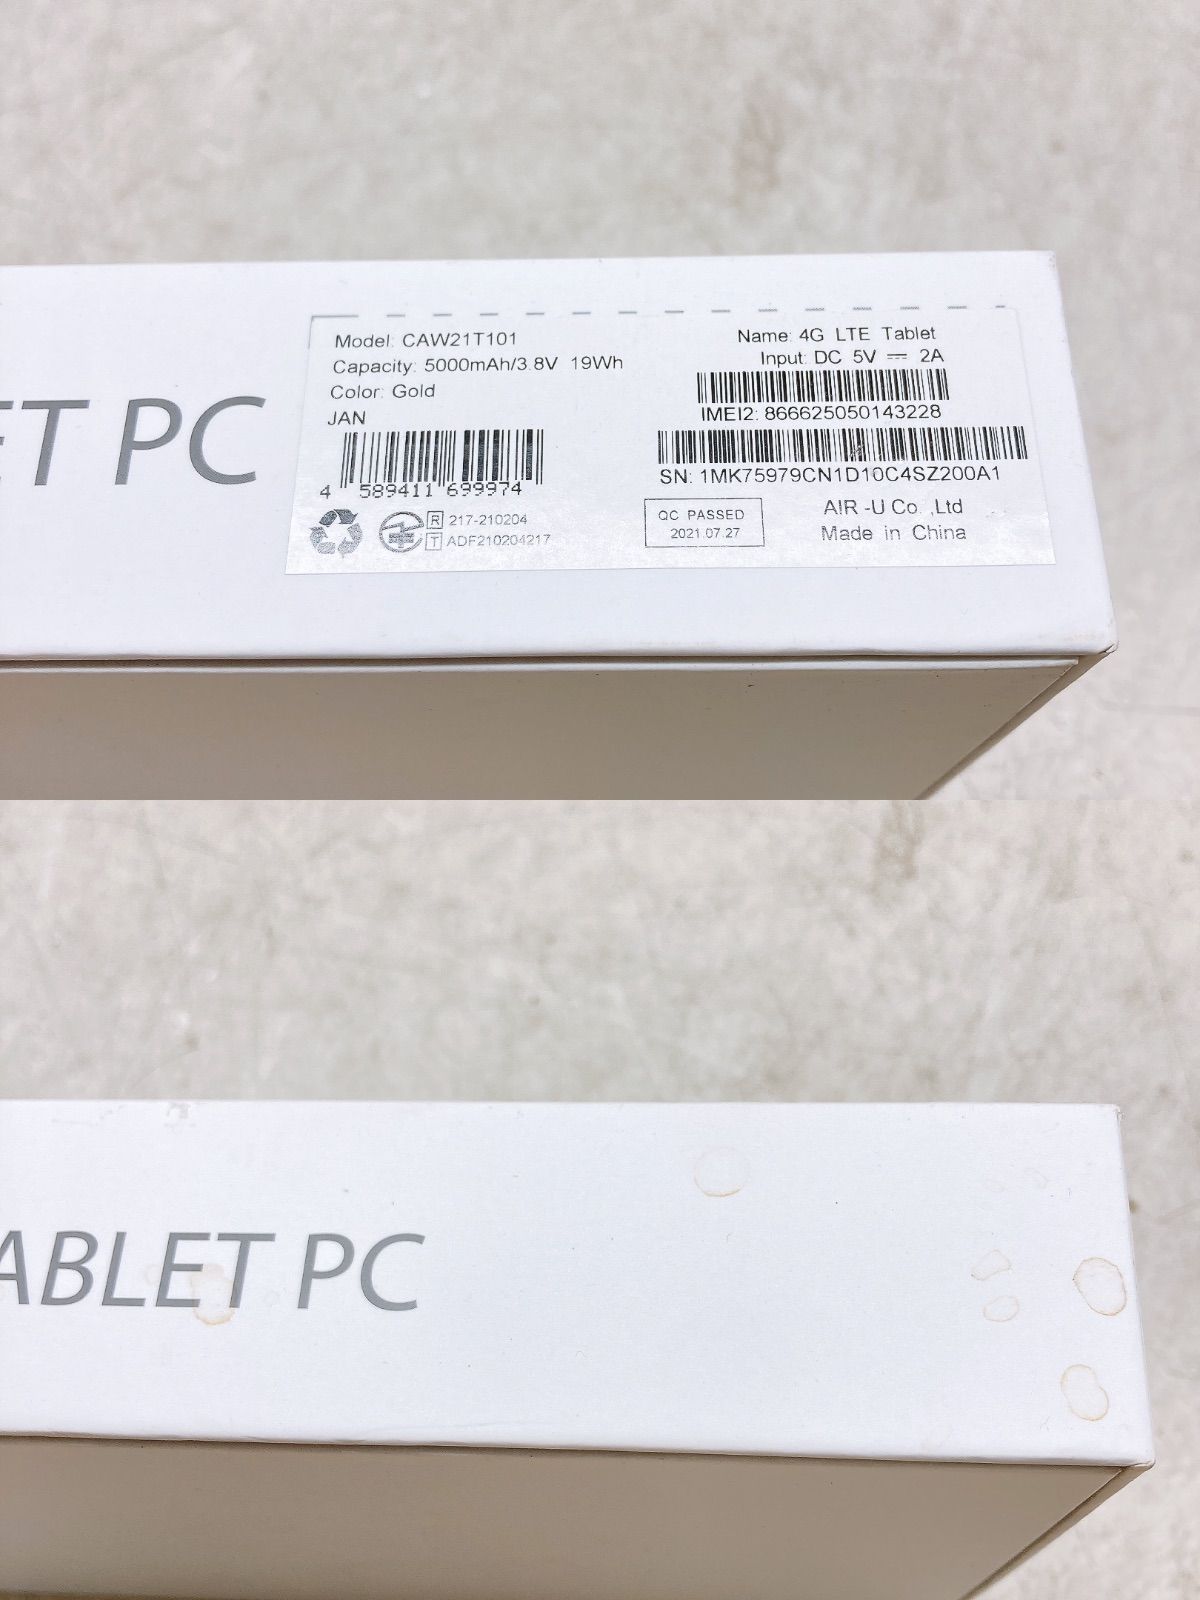 ET PC
Model: CAW21T101
Capacity: 5000mAh/3.8V 19Wh
Color: Gold
JAN
4 589411 699974
R 217-210204
T ADF210204217
Name: 4G LTE Tablet
Input: DC 5V ⎓ 2A
IMEI2: 866625050143228
SN: 1MK75979CN1D10C4SZ200A1
QC PASSED
2021.07.27
AIR -U Co. ,Ltd
Made in China
ABLET PC